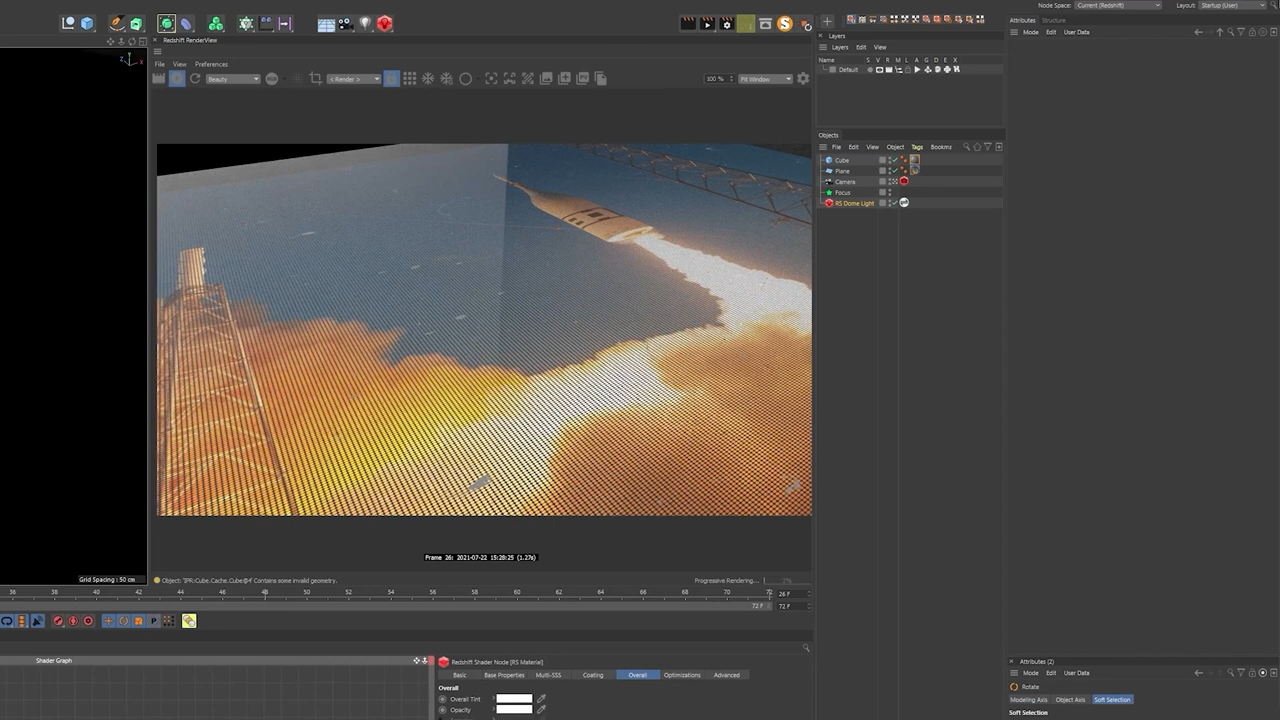 Node Space: Current (Redshift) Layout: Startup (User)
Attributes Structure
Mode Edit User Data
Redshift RenderView
File View Preferences
Beauty < Render > 100 % Fit Window
Layers
Layers Edit View
Name S V R M L A G D E X
Default
Objects
File Edit View Object Tags Bookmarks
Cube
Plane
Camera
Focus
RS Dome Light
Z X
Grid Spacing : 50 cm
Frame 26: 2021-07-22 15:28:25 (1.27s)
Object: 'IPR:Cube.Cache.Cube@4' Contains some invalid geometry. Progressive Rendering...
36 38 40 42 44 46 48 50 52 54 56 58 60 62 64 66 68 70 72 26 F
72 F 72 F
P
Shader Graph
Redshift Shader Node [RS Material]
Basic Base Properties Multi-SSS Coating Overall Optimizations Advanced
Overall
Overall Tint
Opacity
Attributes (2)
Mode Edit User Data
Rotate
Modeling Axis Object Axis Soft Selection
Soft Selection